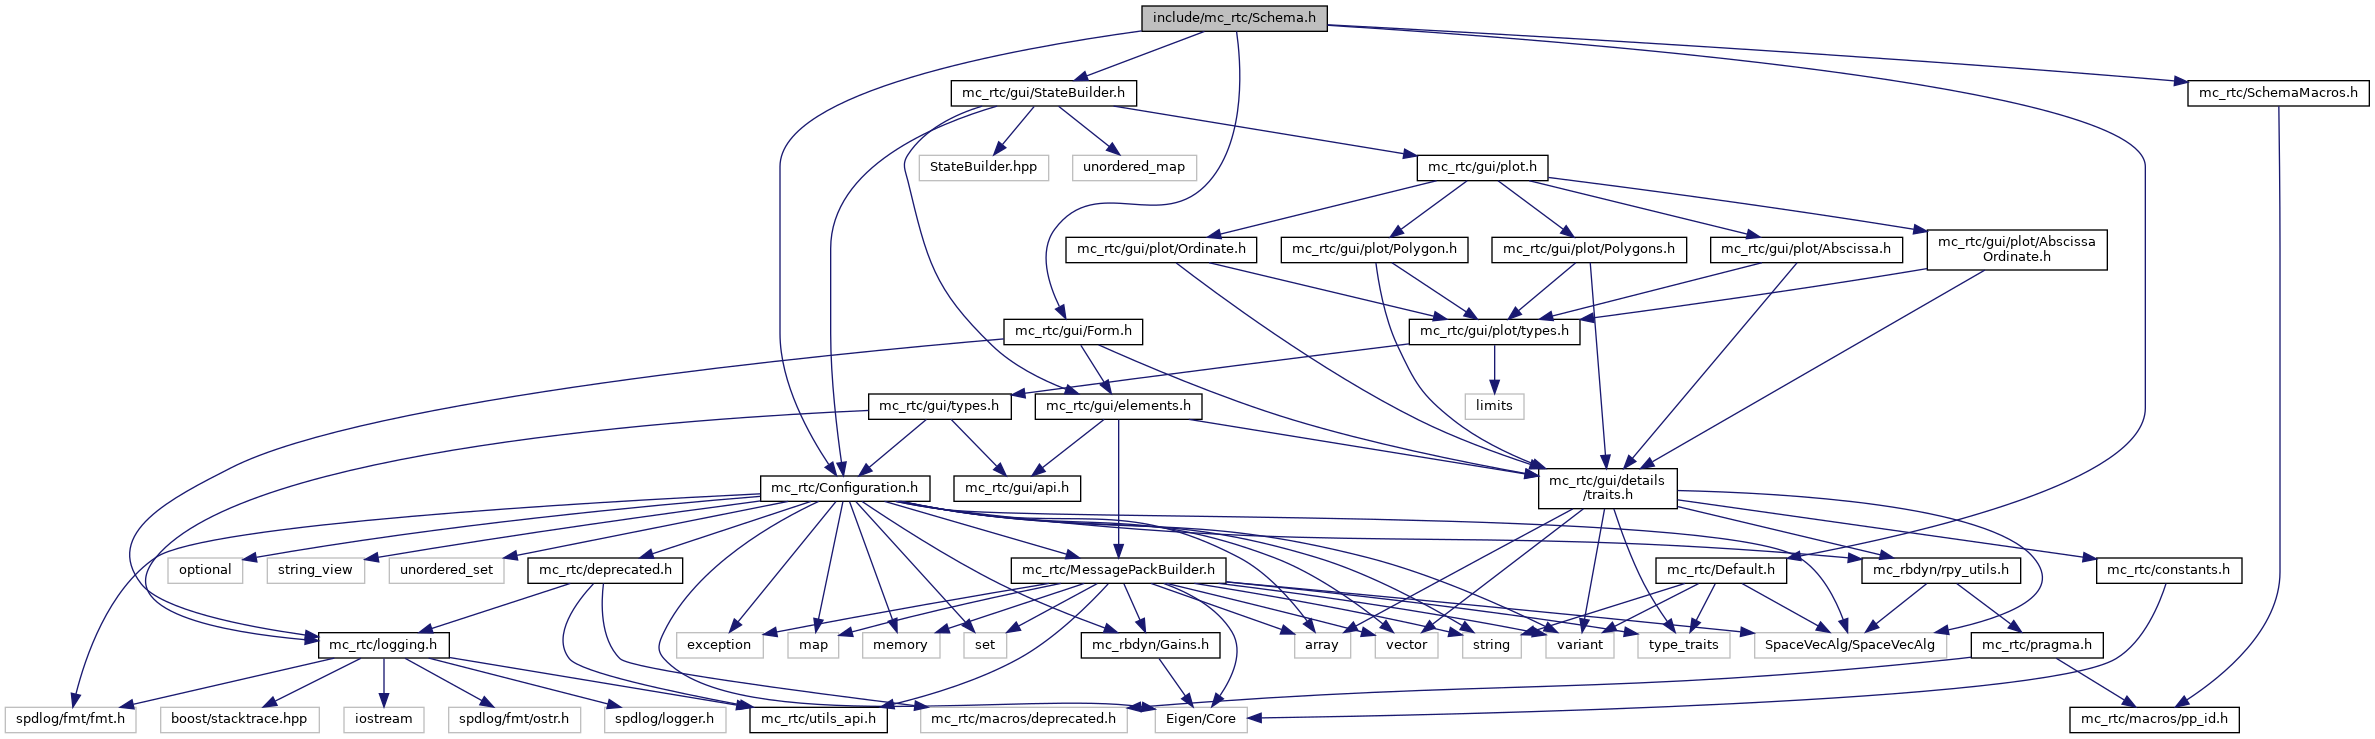 include/mc_rtc/Schema.h
mc_rtc/gui/StateBuilder.h
mc_rtc/SchemaMacros.h
StateBuilder.hpp
unordered_map
mc_rtc/gui/plot.h
mc_rtc/gui/plot/Ordinate.h
mc_rtc/gui/plot/Polygon.h
mc_rtc/gui/plot/Polygons.h
mc_rtc/gui/plot/Abscissa.h
mc_rtc/gui/plot/Abscissa
Ordinate.h
mc_rtc/gui/Form.h
mc_rtc/gui/plot/types.h
mc_rtc/gui/types.h
mc_rtc/gui/elements.h
limits
mc_rtc/Configuration.h
mc_rtc/gui/api.h
mc_rtc/gui/details
/traits.h
optional
string_view
unordered_set
mc_rtc/deprecated.h
mc_rtc/MessagePackBuilder.h
mc_rtc/Default.h
mc_rbdyn/rpy_utils.h
mc_rtc/constants.h
mc_rtc/logging.h
exception
map
memory
set
mc_rbdyn/Gains.h
array
vector
string
variant
type_traits
SpaceVecAlg/SpaceVecAlg
mc_rtc/pragma.h
spdlog/fmt/fmt.h
boost/stacktrace.hpp
iostream
spdlog/fmt/ostr.h
spdlog/logger.h
mc_rtc/utils_api.h
mc_rtc/macros/deprecated.h
Eigen/Core
mc_rtc/macros/pp_id.h